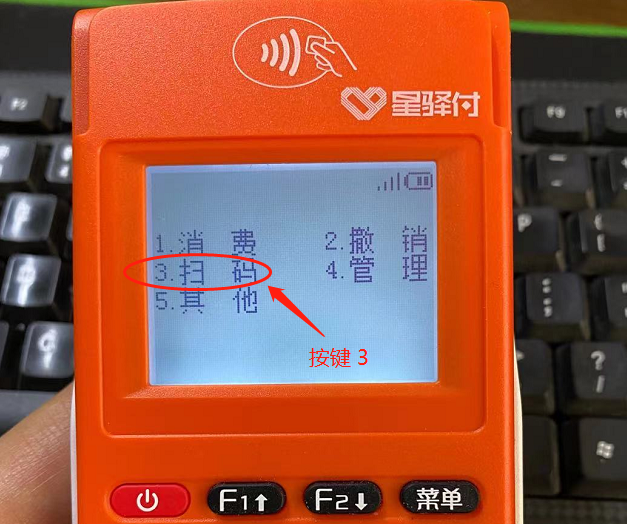 星驿付
1.消 费 2.撤 销
3.扫 码 4.管 理
5.其 他
按键 3
F1↑ F2↓ 菜单
F9
?
/